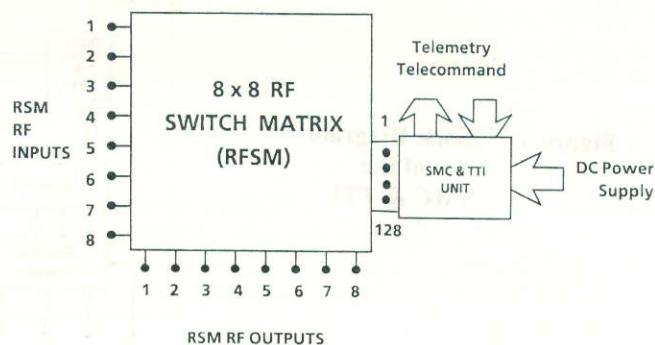 1
2
3
4
5
6
7
8
RSM
RF
INPUTS
8 x 8 RF
SWITCH MATRIX
(RFSM)
1
128
Telemetry
Telecommand
SMC & TTI
UNIT
DC Power
Supply
1 2 3 4 5 6 7 8
RSM RF OUTPUTS